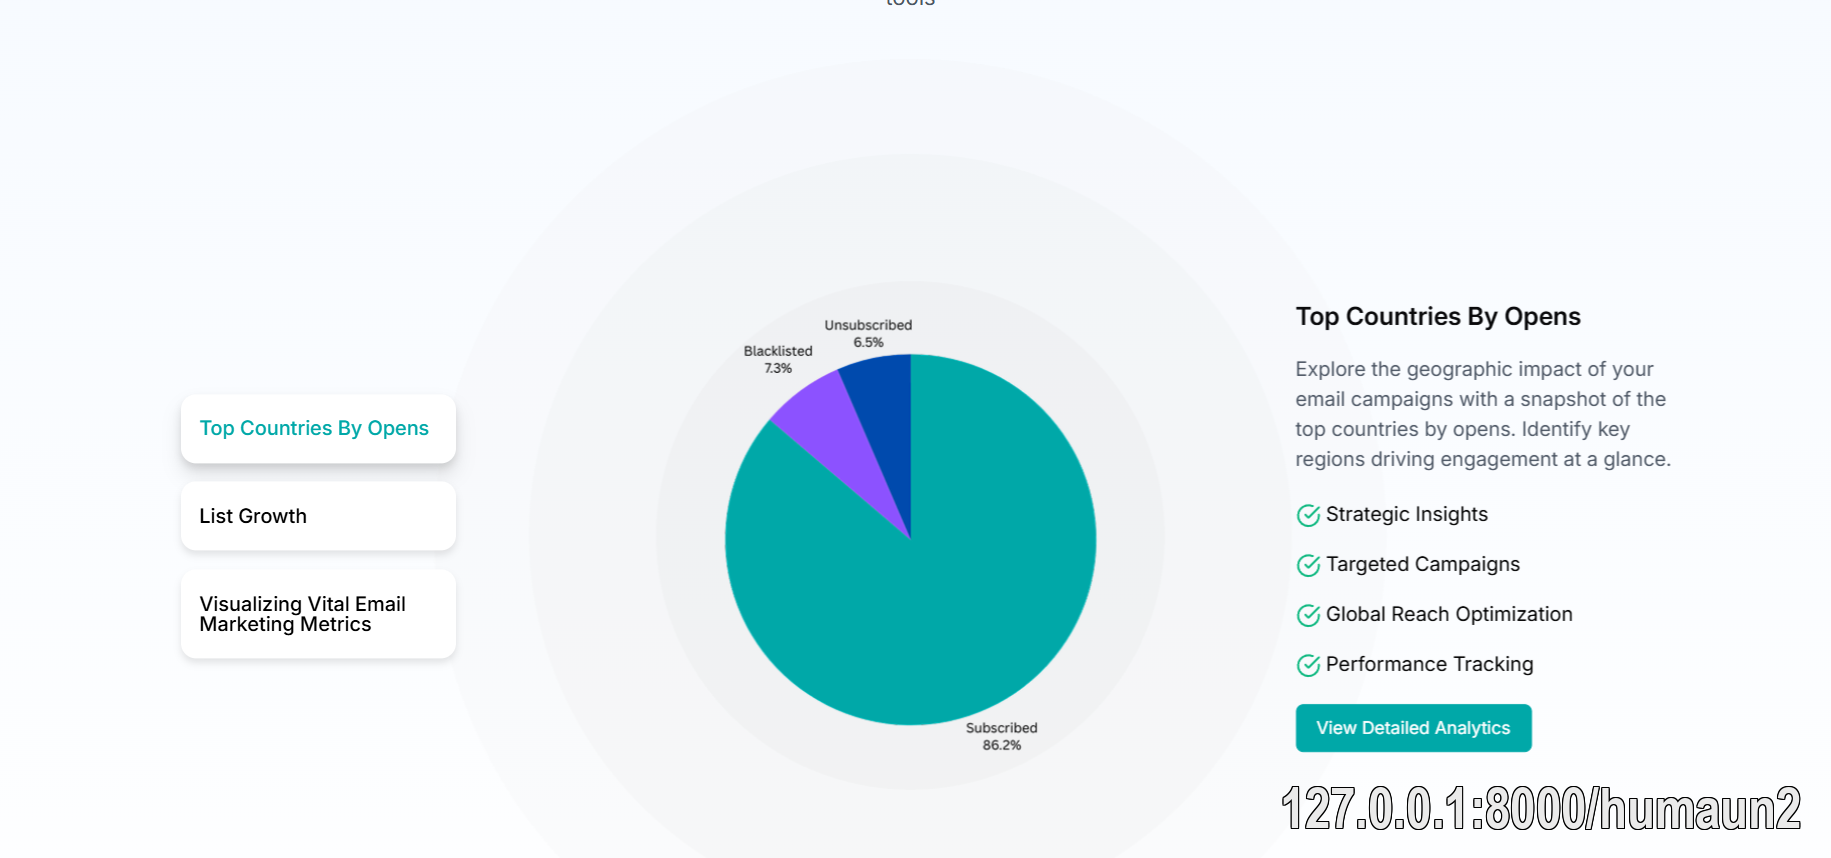 tools
Top Countries By Opens
List Growth
Visualizing Vital Email
Marketing Metrics
Unsubscribed
6.5%
Blacklisted
7.3%
Subscribed
86.2%
Top Countries By Opens
Explore the geographic impact of your
email campaigns with a snapshot of the
top countries by opens. Identify key
regions driving engagement at a glance.
Strategic Insights
Targeted Campaigns
Global Reach Optimization
Performance Tracking
View Detailed Analytics
127.0.0.1:8000/humaun2